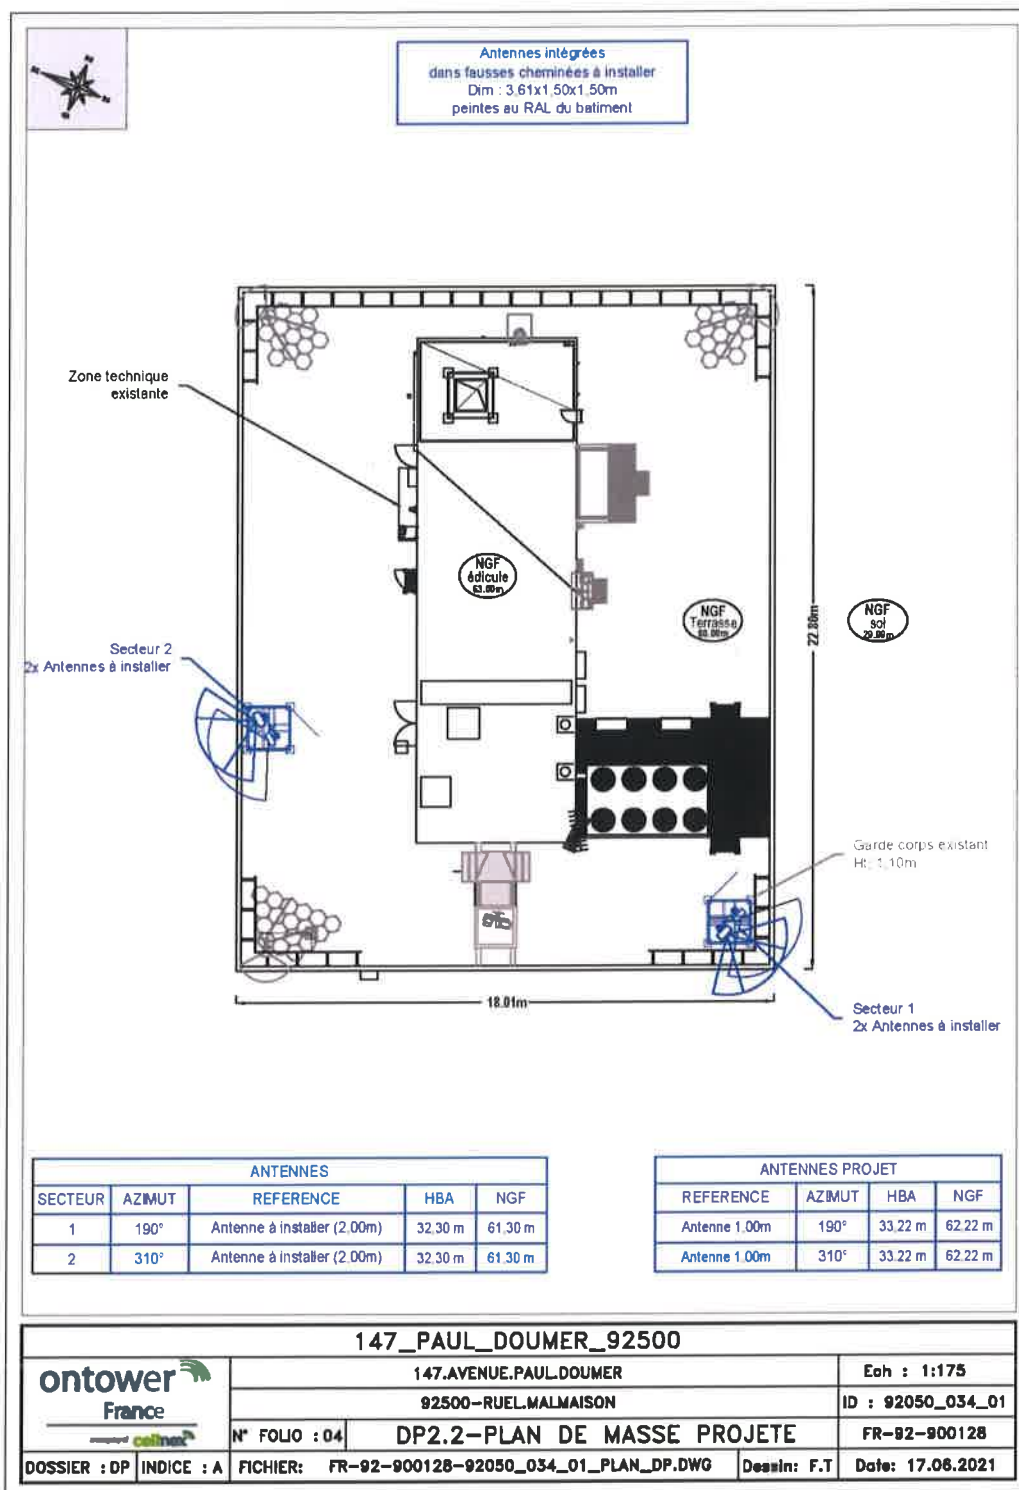 Antennes intégrées
dans fausses cheminées à installer
Dim : 3,61x1,50x1,50m
peintes au RAL du batiment
Zone technique
existante
NGF
édicule
63.00m
NGF
Terrasse
NGF
sol
22.80m
Secteur 2
2x Antennes à installer
Garde corps existant
Ht: 1,10m
18.01m
Secteur 1
2x Antennes à installer
ANTENNES
SECTEUR AZIMUT REFERENCE HBA NGF
1 190° Antenne à installer (2,00m) 32,30 m 61,30 m
2 310° Antenne à installer (2,00m) 32,30 m 61,30 m
ANTENNES PROJET
REFERENCE AZIMUT HBA NGF
Antenne 1,00m 190° 33,22 m 62,22 m
Antenne 1,00m 310° 33,22 m 62,22 m
147_PAUL_DOUMER_92500
ontower
France
cellnex
147.AVENUE.PAUL.DOUMER
Ech : 1:175
92500-RUEL.MALMAISON
ID : 92050_034_01
N° FOLIO : 04
DP2.2-PLAN DE MASSE PROJETE
FR-92-900128
DOSSIER : DP
INDICE : A
FICHIER: FR-92-900128-92050_034_01_PLAN_DP.DWG
Dessin: F.T
Date: 17.06.2021